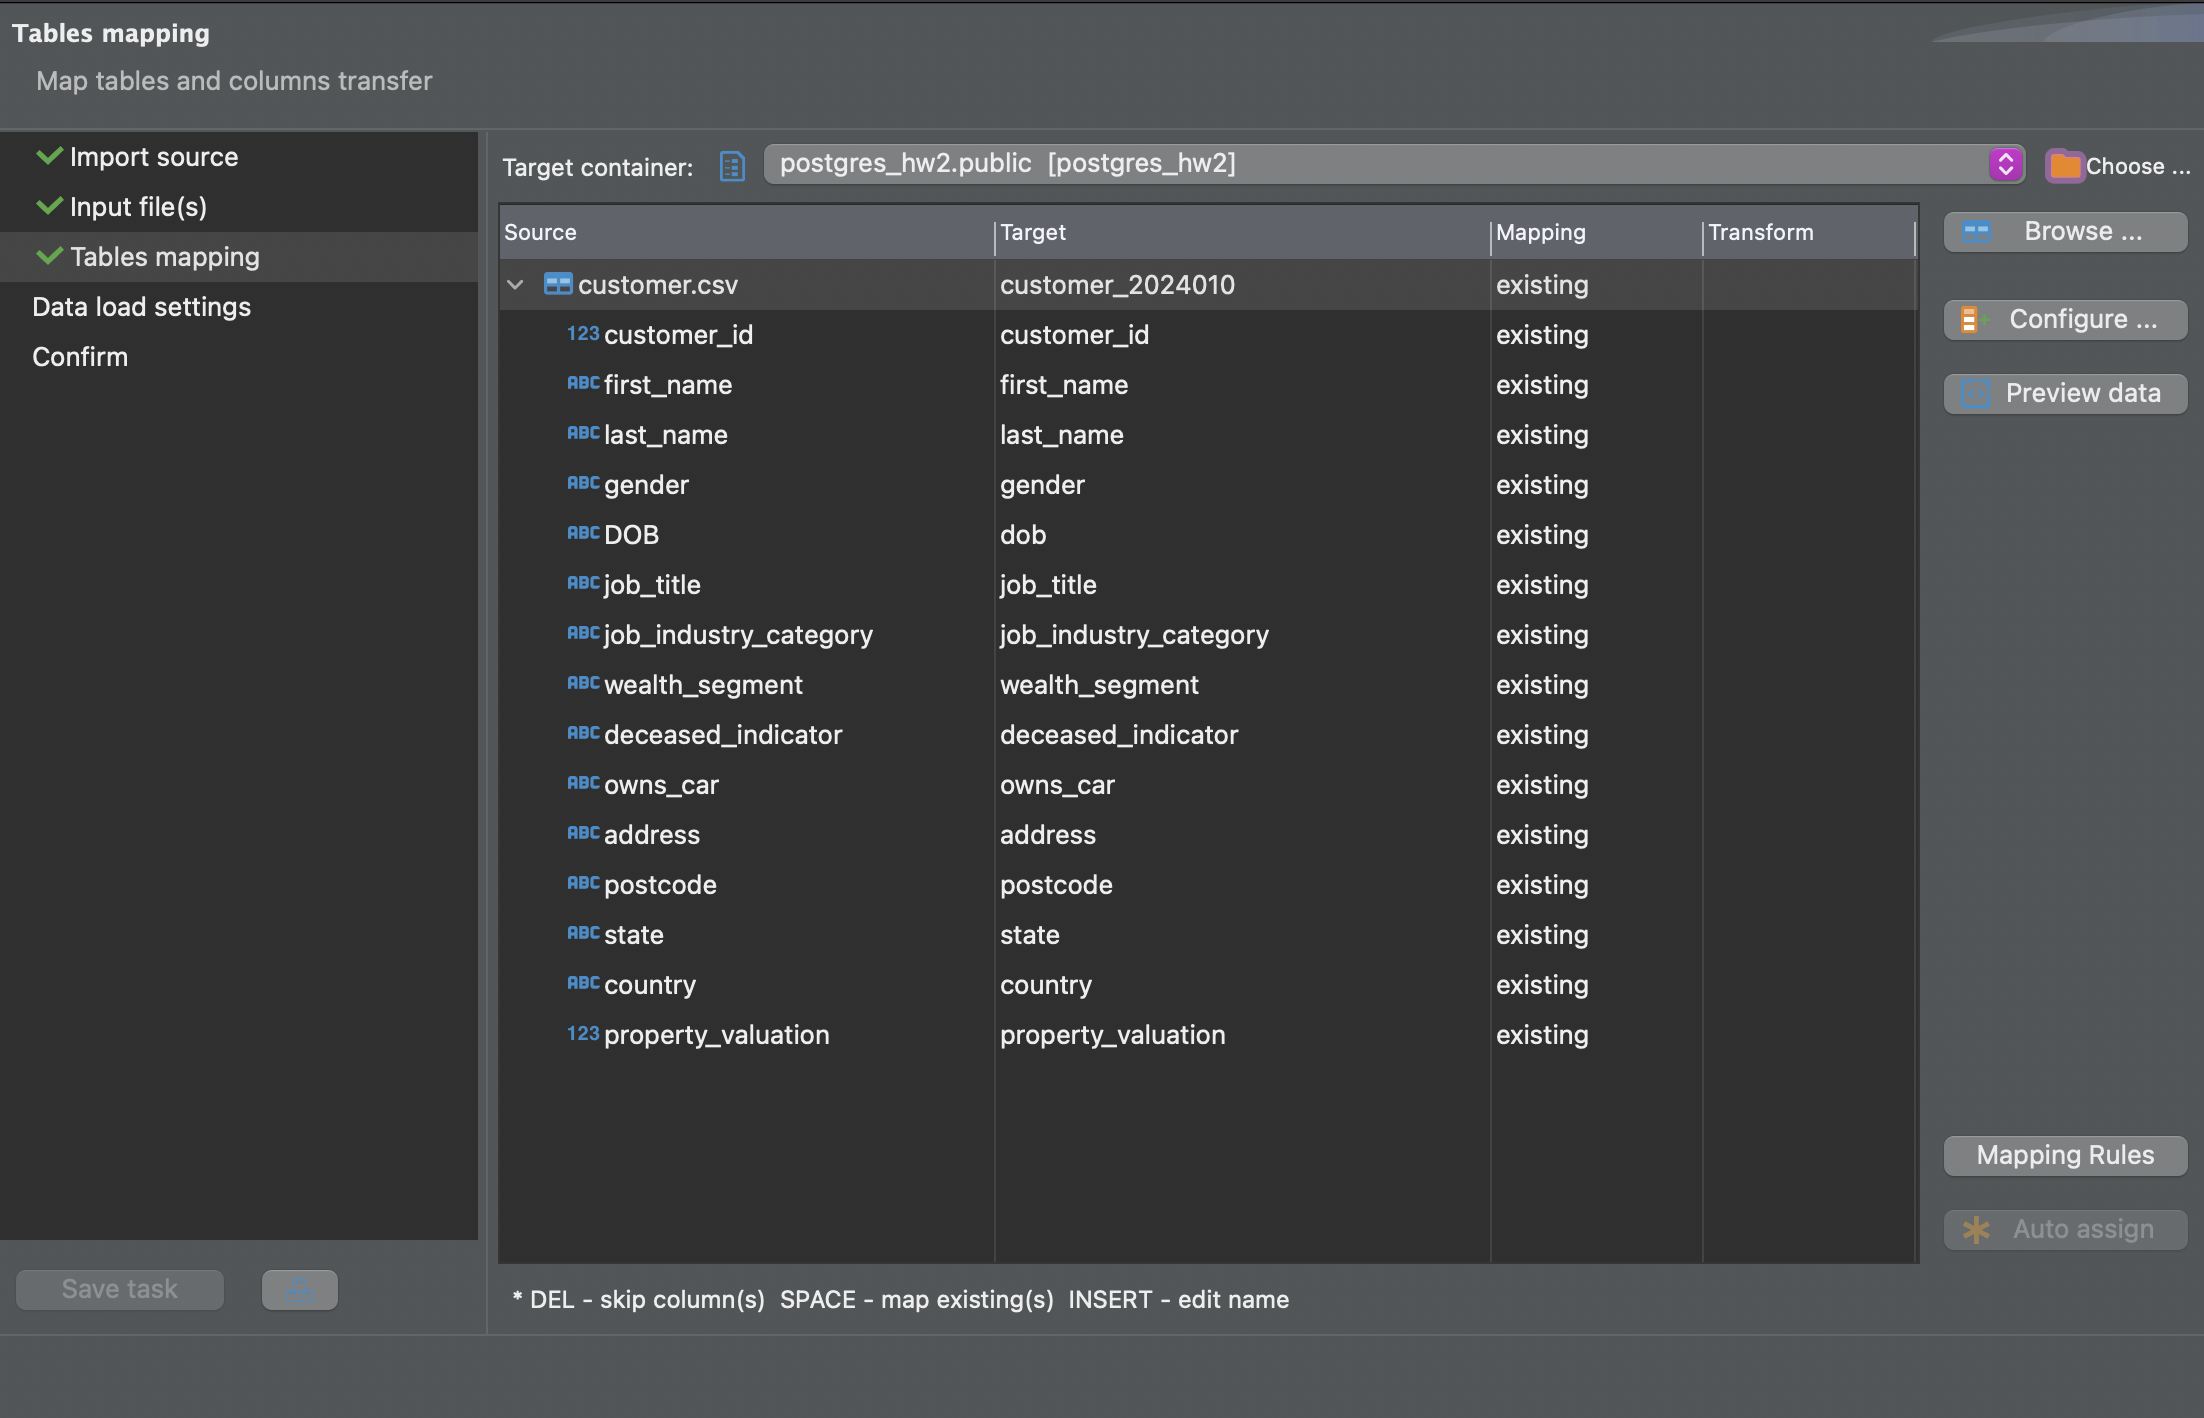 Tables mapping
Map tables and columns transfer
Import source
Input file(s)
Tables mapping
Data load settings
Confirm
Target container: postgres_hw2.public [postgres_hw2] Choose ...
Source Target Mapping Transform
customer.csv customer_2024010 existing
123 customer_id customer_id existing
ABC first_name first_name existing
ABC last_name last_name existing
ABC gender gender existing
ABC DOB dob existing
ABC job_title job_title existing
ABC job_industry_category job_industry_category existing
ABC wealth_segment wealth_segment existing
ABC deceased_indicator deceased_indicator existing
ABC owns_car owns_car existing
ABC address address existing
ABC postcode postcode existing
ABC state state existing
ABC country country existing
123 property_valuation property_valuation existing
Browse ...
Configure ...
Preview data
Mapping Rules
Auto assign
Save task
* DEL - skip column(s) SPACE - map existing(s) INSERT - edit name